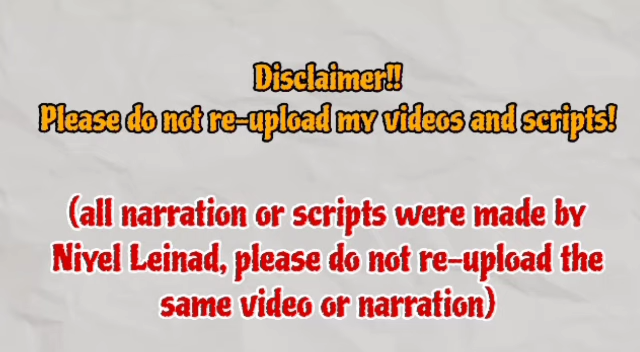 Disclaimer!!
Please do not re-upload my videos and scripts!
(all narration or scripts were made by
Niyel Leinad, please do not re-upload the
same video or narration)